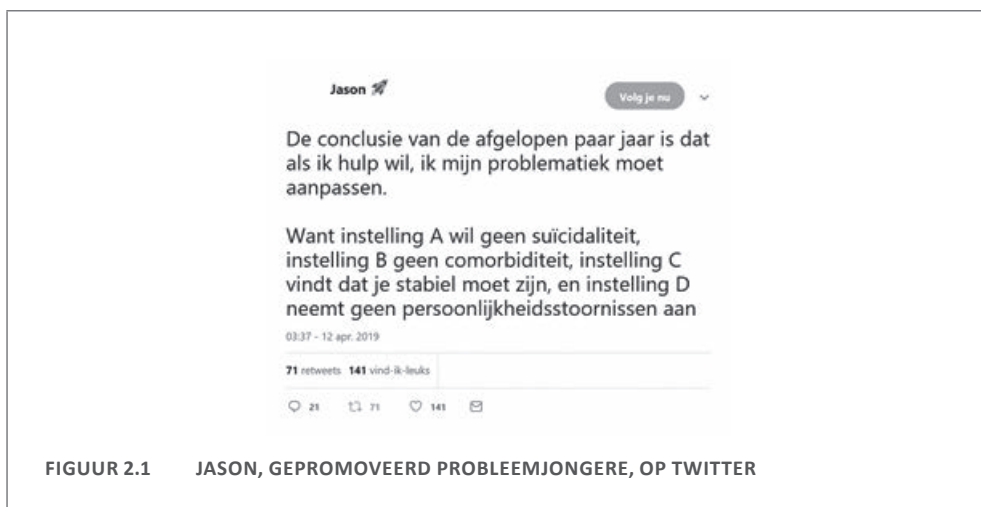 Jason
Volg je nu
De conclusie van de afgelopen paar jaar is dat
als ik hulp wil, ik mijn problematiek moet
aanpassen.
Want instelling A wil geen suïcidaliteit,
instelling B geen comorbiditeit, instelling C
vindt dat je stabiel moet zijn, en instelling D
neemt geen persoonlijkheidsstoornissen aan
03:37 - 12 apr. 2019
71 retweets 141 vind-ik-leuks
21 71 141
FIGUUR 2.1 JASON, GEPROMOVEERD PROBLEEMJONGERE, OP TWITTER